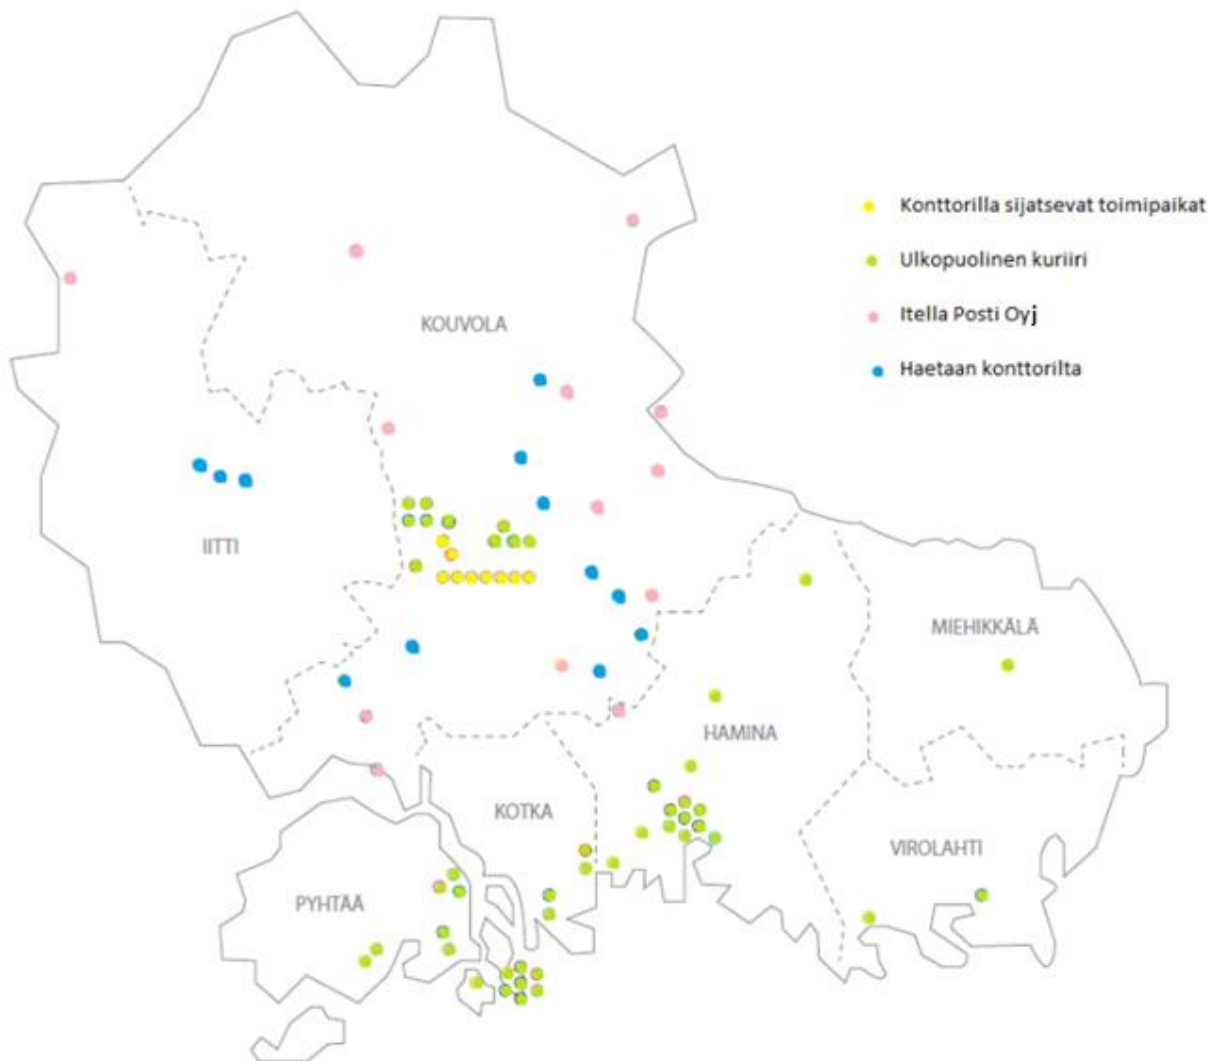 Konttorilla sijatsevat toimipaikat
Ulkopuolinen kuriiri
Itella Posti Oyj
Haetaan konttorilta
KOUVOLA
IITTI
MIEHIKKÄLÄ
HAMINA
KOTKA
VIROLAHTI
PYHTÄÄ